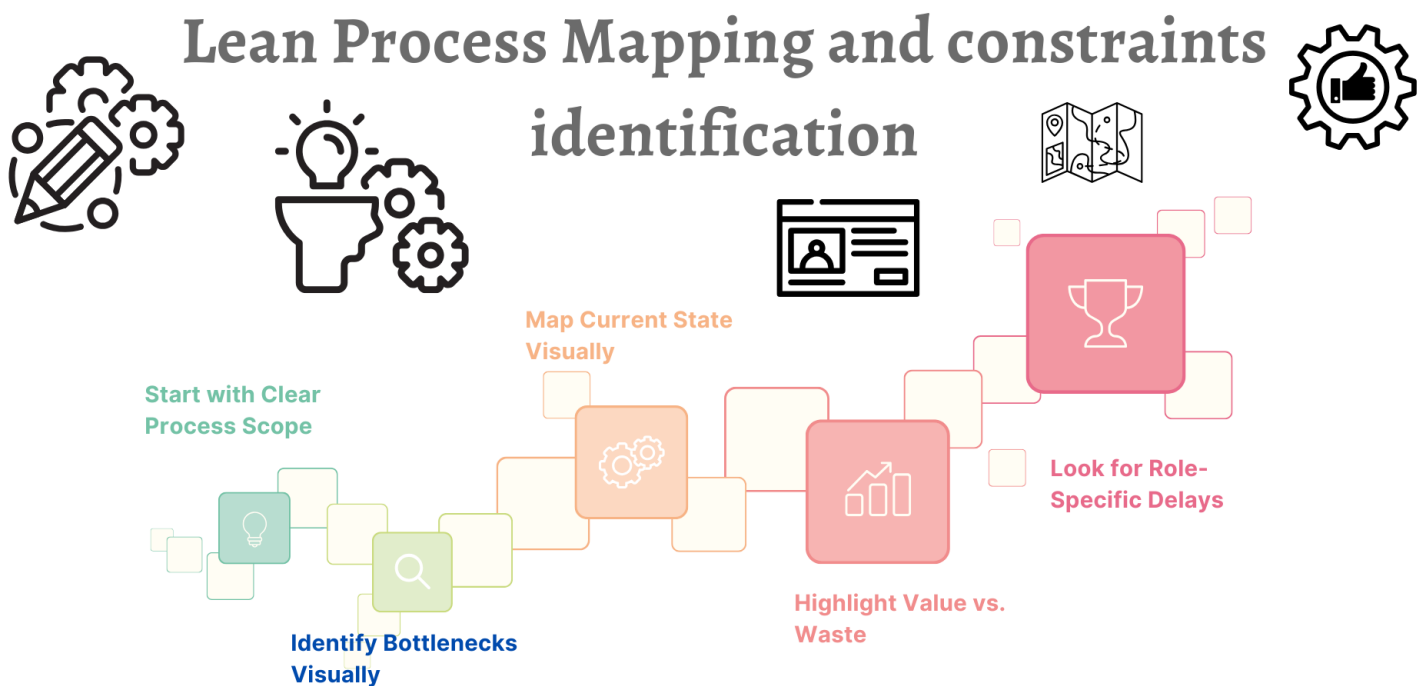 Lean Process Mapping and constraints
identification
Start with Clear
Process Scope
Identify Bottlenecks
Visually
Map Current State
Visually
Highlight Value vs.
Waste
Look for Role-
Specific Delays